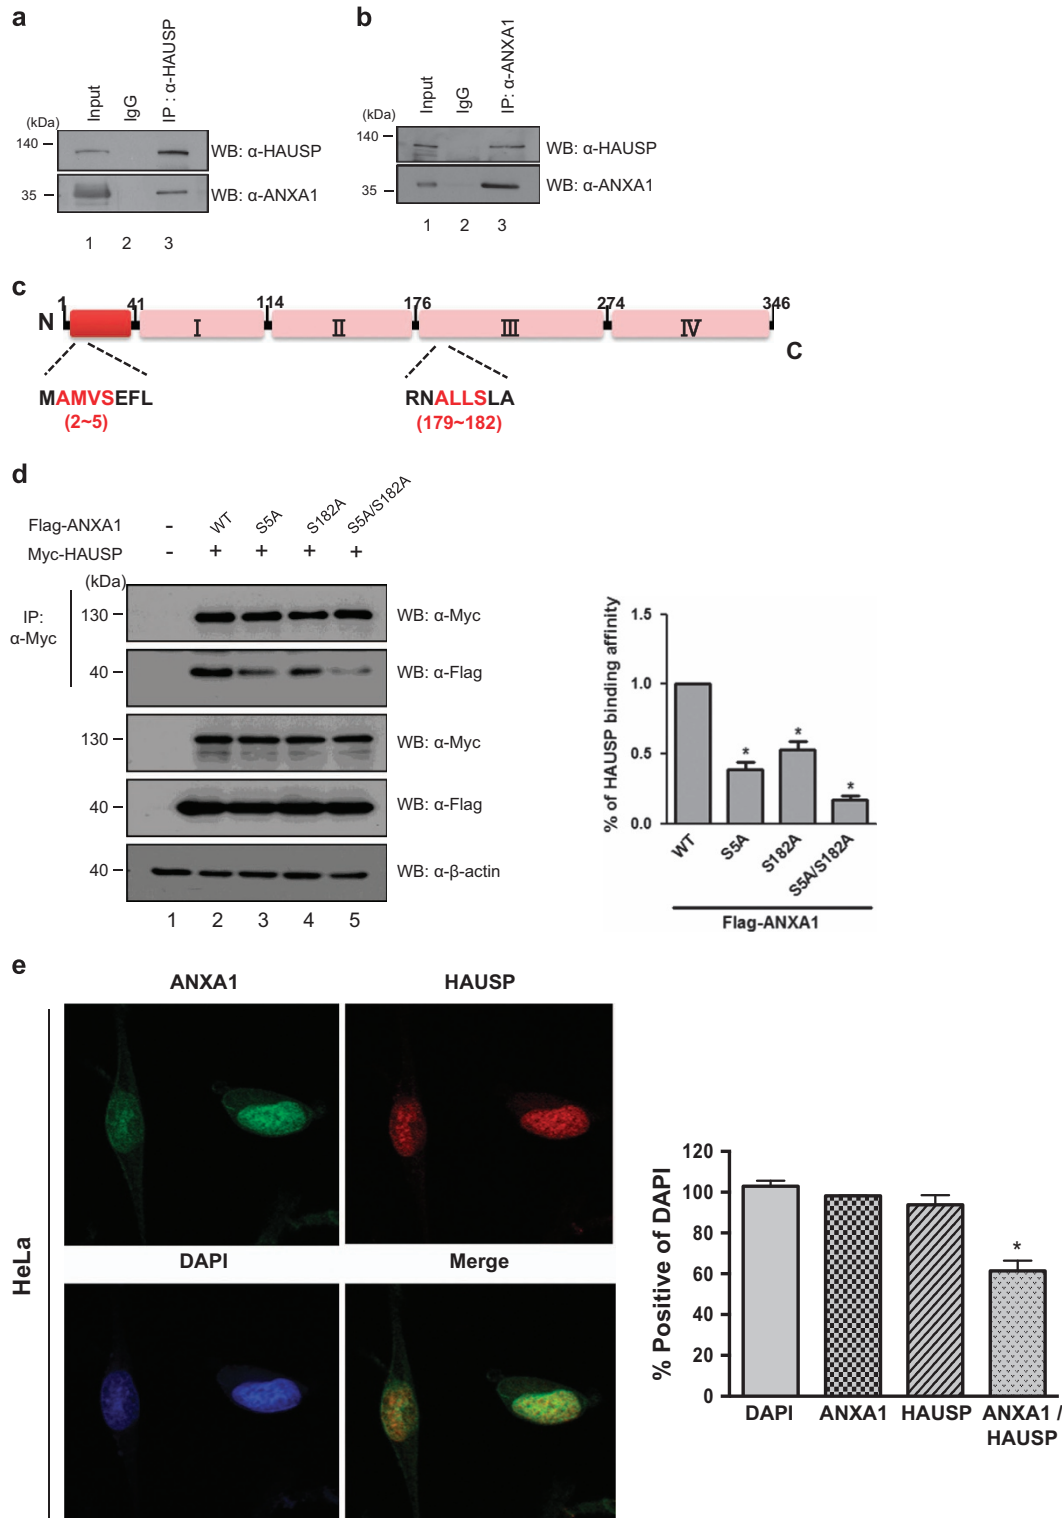 a
Input
IgG
IP : α-HAUSP
(kDa)
140
WB: α-HAUSP
35
WB: α-ANXA1
1 2 3
b
Input
IgG
IP: α-ANXA1
(kDa)
140
WB: α-HAUSP
35
WB: α-ANXA1
1 2 3
c
1 41 114 176 274 346
N I II III IV
C
MAMVSEFL RNALLSLA
(2~5) (179~182)
d
Flag-ANXA1 - WT S5A S182A S5A/S182A
Myc-HAUSP - + + + +
(kDa)
IP:
α-Myc
130 WB: α-Myc
40 WB: α-Flag
130 WB: α-Myc
40 WB: α-Flag
40 WB: α-β-actin
1 2 3 4 5
% of HAUSP binding affinity
1.5
1.0
0.5
0.0
* * *
WT S5A S182A S5A/S182A
Flag-ANXA1
e
ANXA1 HAUSP
DAPI Merge
HeLa
% Positive of DAPI
120
100
80
60
40
20
0
*
DAPI ANXA1 HAUSP ANXA1 /
HAUSP